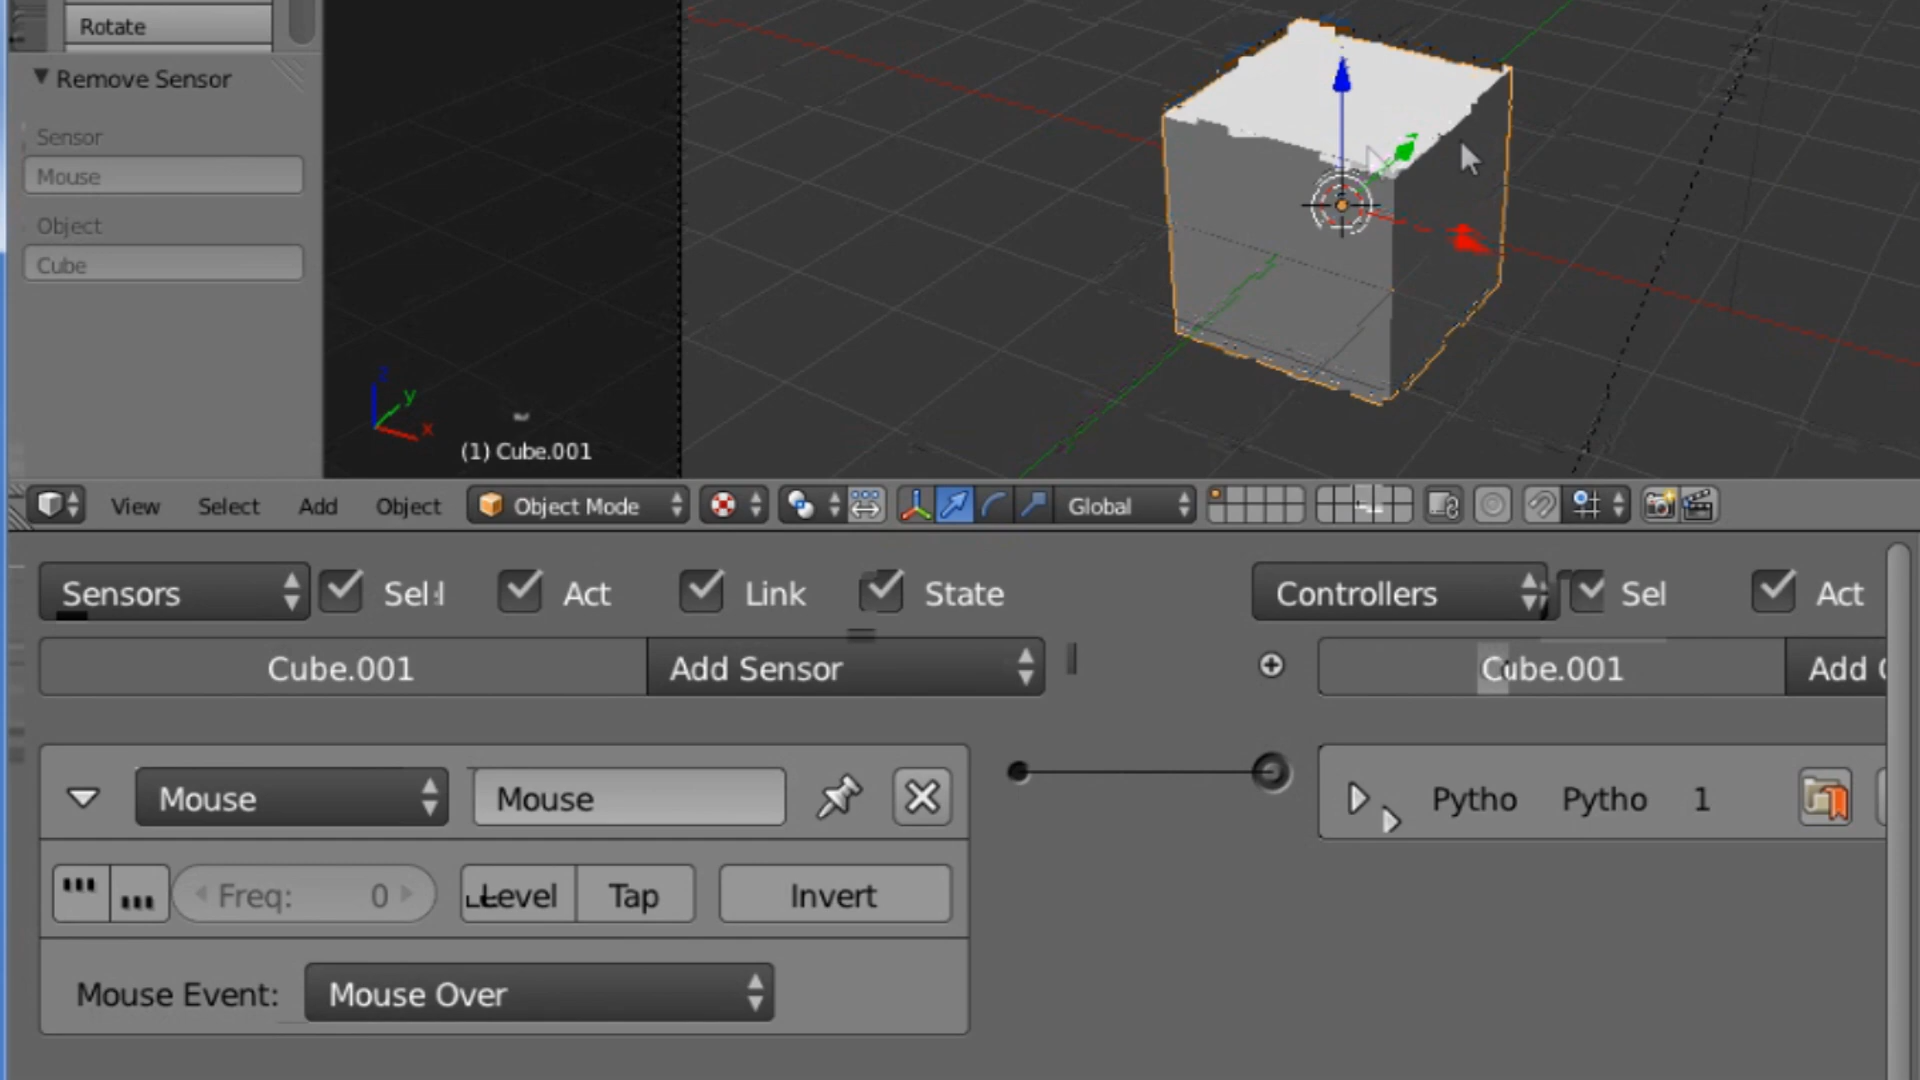 Rotate
Remove Sensor
Sensor
Mouse
Object
Cube
z
y
x
(1) Cube.001
View Select Add Object Object Mode Global
Sensors Sel Act Link State Controllers Sel Act
Cube.001 Add Sensor Cube.001 Add
Mouse Mouse Pytho Pytho 1
Freq: 0 Level Tap Invert
Mouse Event: Mouse Over